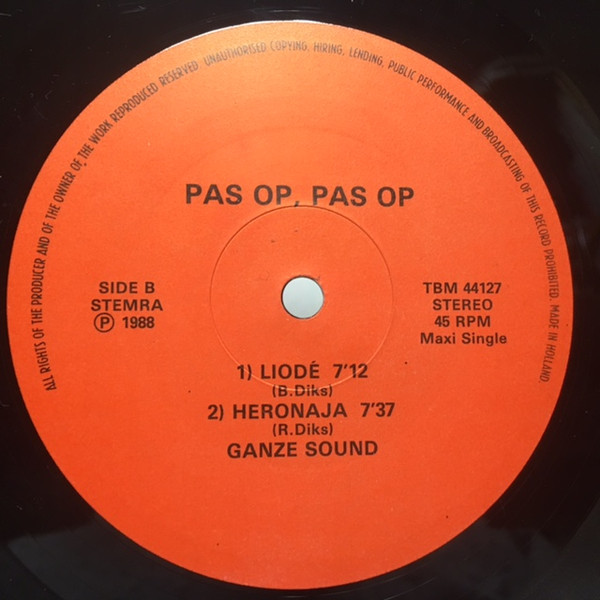 ALL RIGHTS OF THE PRODUCER AND OF THE OWNER OF THE WORK REPRODUCED RESERVED. UNAUTHORISED COPYING, HIRING, LENDING, PUBLIC PERFORMANCE AND BROADCASTING OF THIS RECORD PROHIBITED. MADE IN HOLLAND.
PAS OP, PAS OP
SIDE B
STEMRA
Ⓟ 1988
TBM 44127
STEREO
45 RPM
Maxi Single
1) LIODÉ 7'12
(B.Diks)
2) HERONAJA 7'37
(R.Diks)
GANZE SOUND